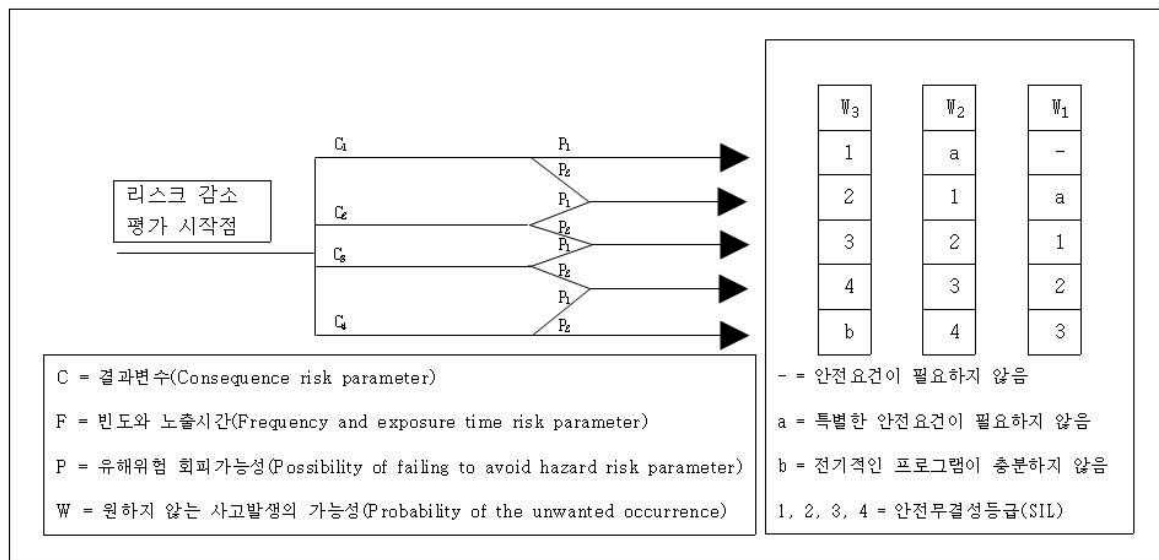 리스크 감소
평가 시작점
C₁
C₂
C₃
C₄
P₁
P₂
P₁
P₂
P₁
P₂
P₁
P₂
W₃ W₂ W₁
1 a -
2 1 a
3 2 1
4 3 2
b 4 3
C = 결과변수(Consequence risk parameter)
F = 빈도와 노출시간(Frequency and exposure time risk parameter)
P = 유해위험 회피가능성(Possibility of failing to avoid hazard risk parameter)
W = 원하지 않는 사고발생의 가능성(Probability of the unwanted occurrence)
- = 안전요건이 필요하지 않음
a = 특별한 안전요건이 필요하지 않음
b = 전기적인 프로그램이 충분하지 않음
1, 2, 3, 4 = 안전무결성등급(SIL)